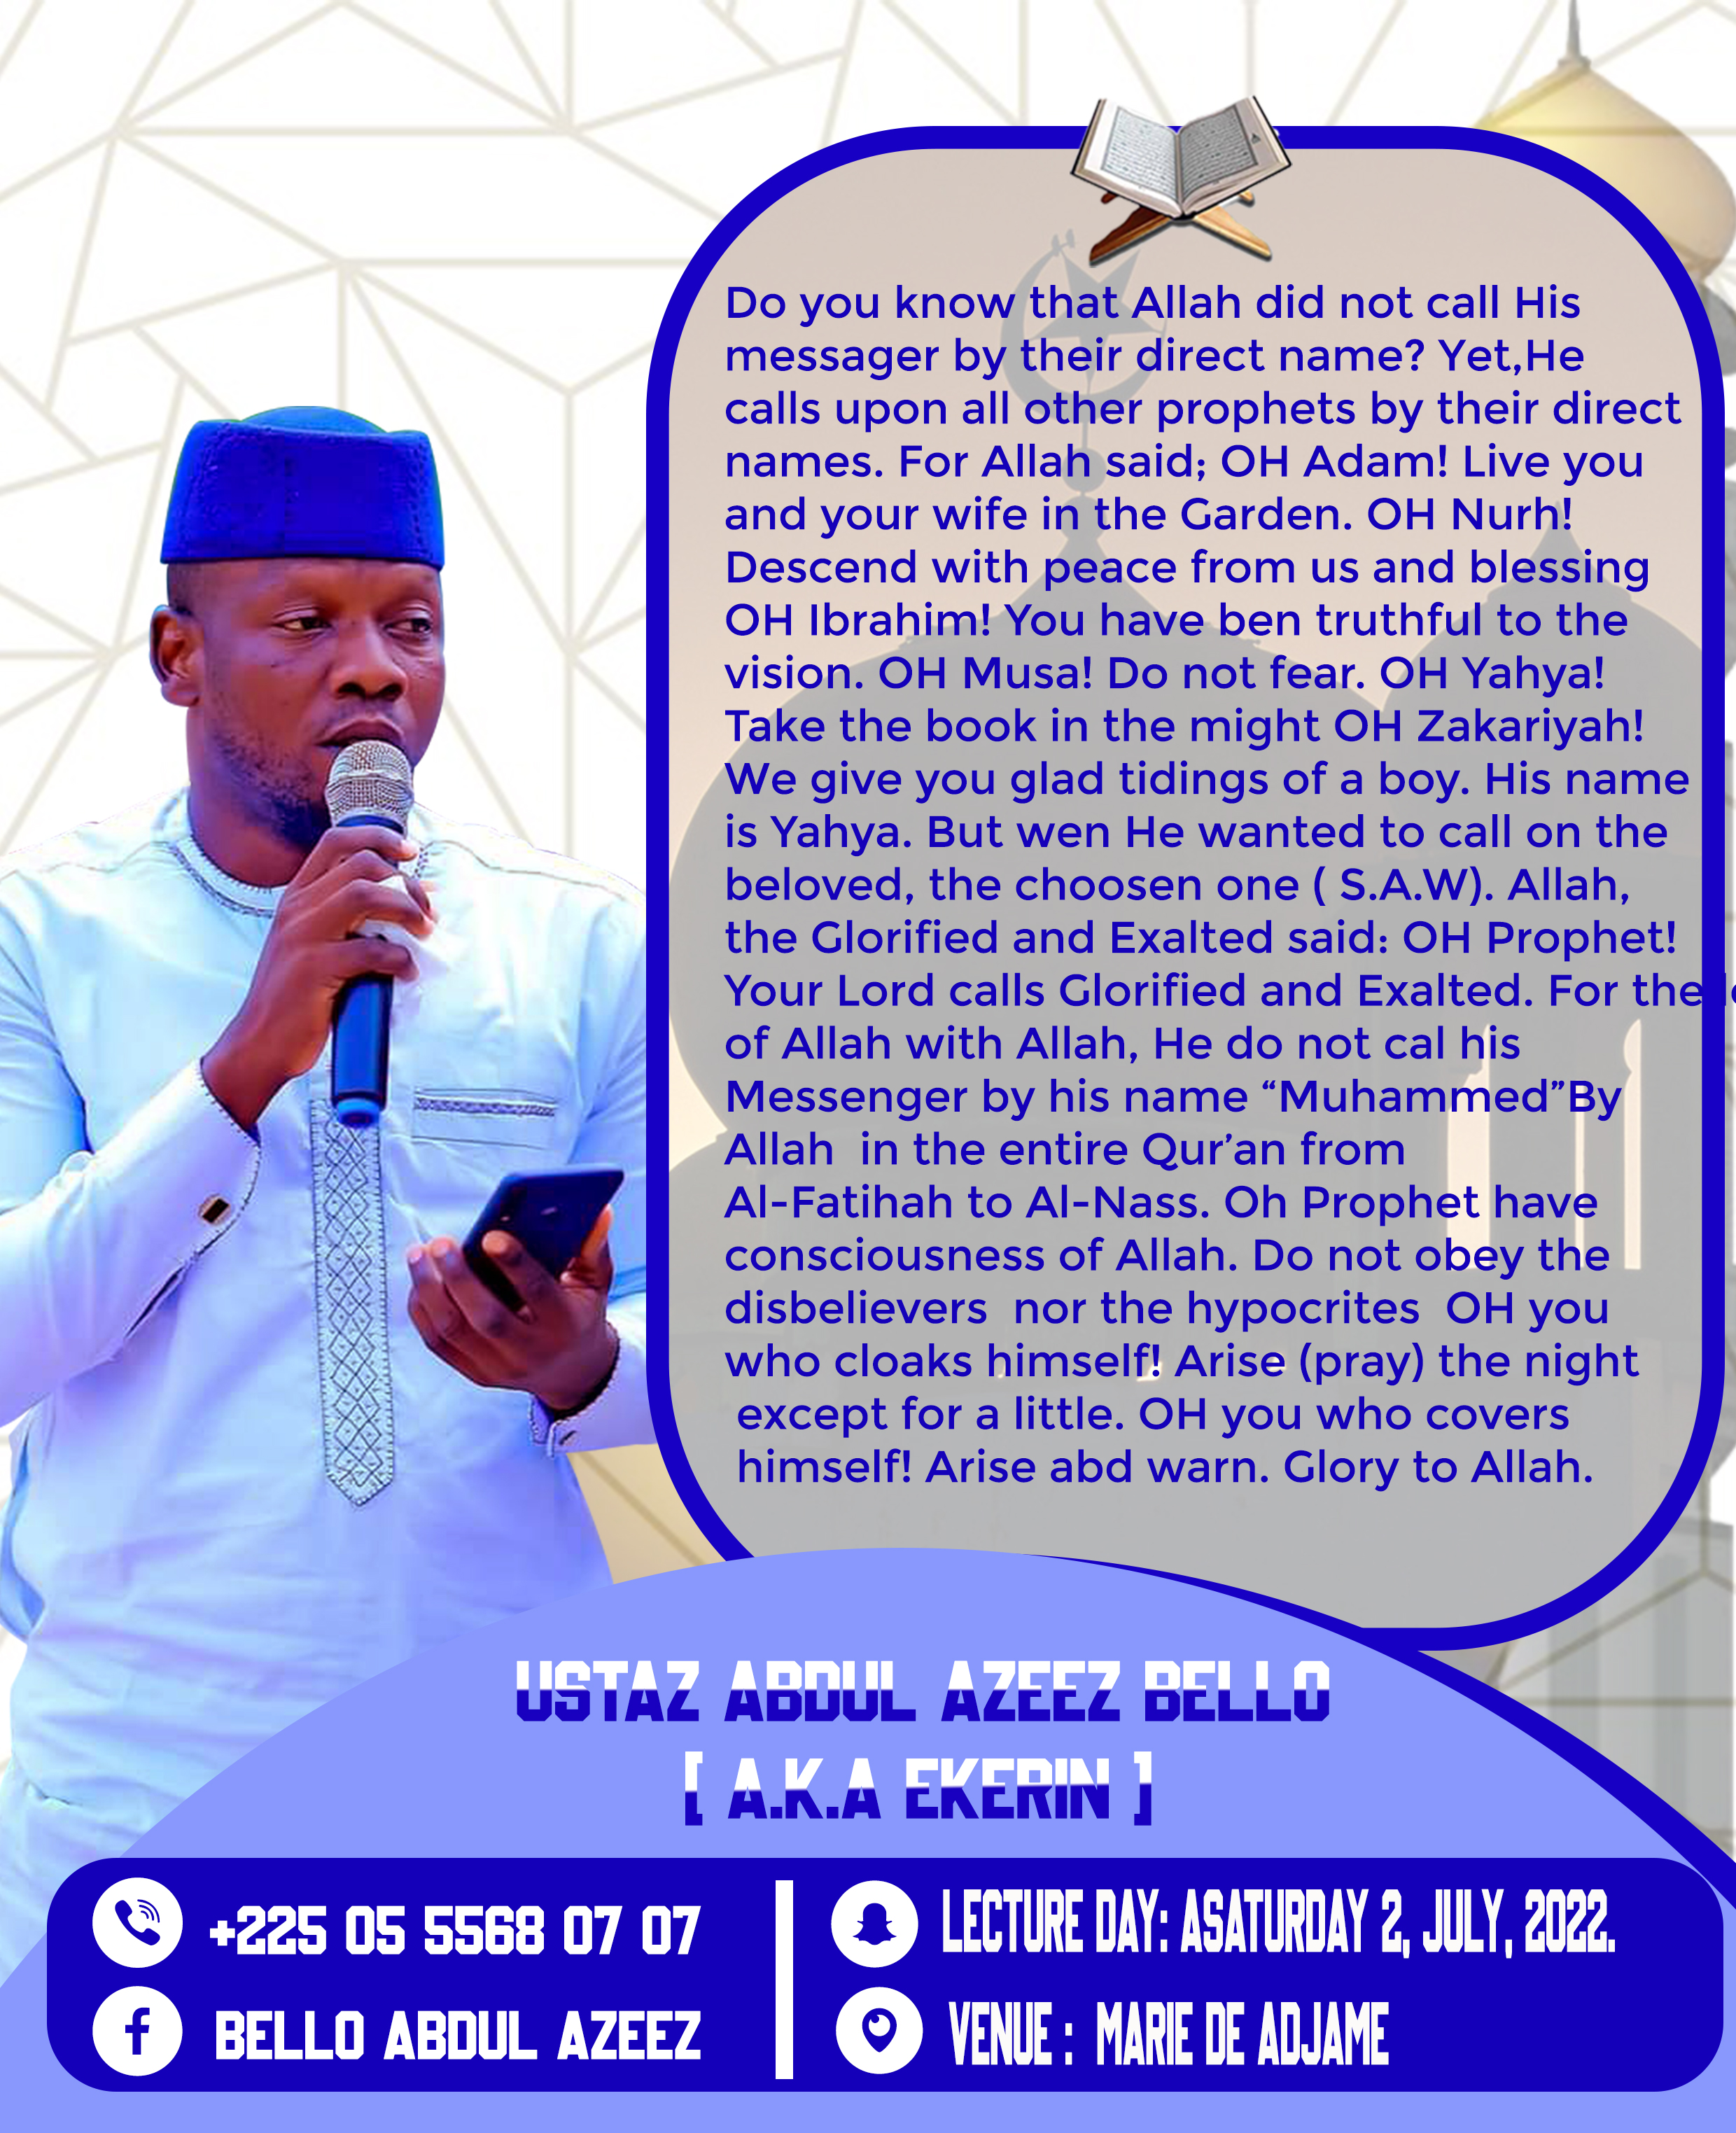 Do you know that Allah did not call His
messager by their direct name? Yet,He
calls upon all other prophets by their direct
names. For Allah said; OH Adam! Live you
and your wife in the Garden. OH Nurh!
Descend with peace from us and blessing
OH Ibrahim! You have ben truthful to the
vision. OH Musa! Do not fear. OH Yahya!
Take the book in the might OH Zakariyah!
We give you glad tidings of a boy. His name
is Yahya. But wen He wanted to call on the
beloved, the choosen one ( S.A.W). Allah,
the Glorified and Exalted said: OH Prophet!
Your Lord calls Glorified and Exalted. For the
of Allah with Allah, He do not cal his
Messenger by his name “Muhammed”By
Allah  in the entire Qur’an from
Al-Fatihah to Al-Nass. Oh Prophet have
consciousness of Allah. Do not obey the
disbelievers  nor the hypocrites  OH you
who cloaks himself! Arise (pray) the night
except for a little. OH you who covers
himself! Arise abd warn. Glory to Allah.
USTAZ ABDUL AZEEZ BELLO
[ A.K.A EKERIN ]
+225 05 5568 07 07
BELLO ABDUL AZEEZ
LECTURE DAY: ASATURDAY 2, JULY, 2022.
VENUE :  MARIE DE ADJAME